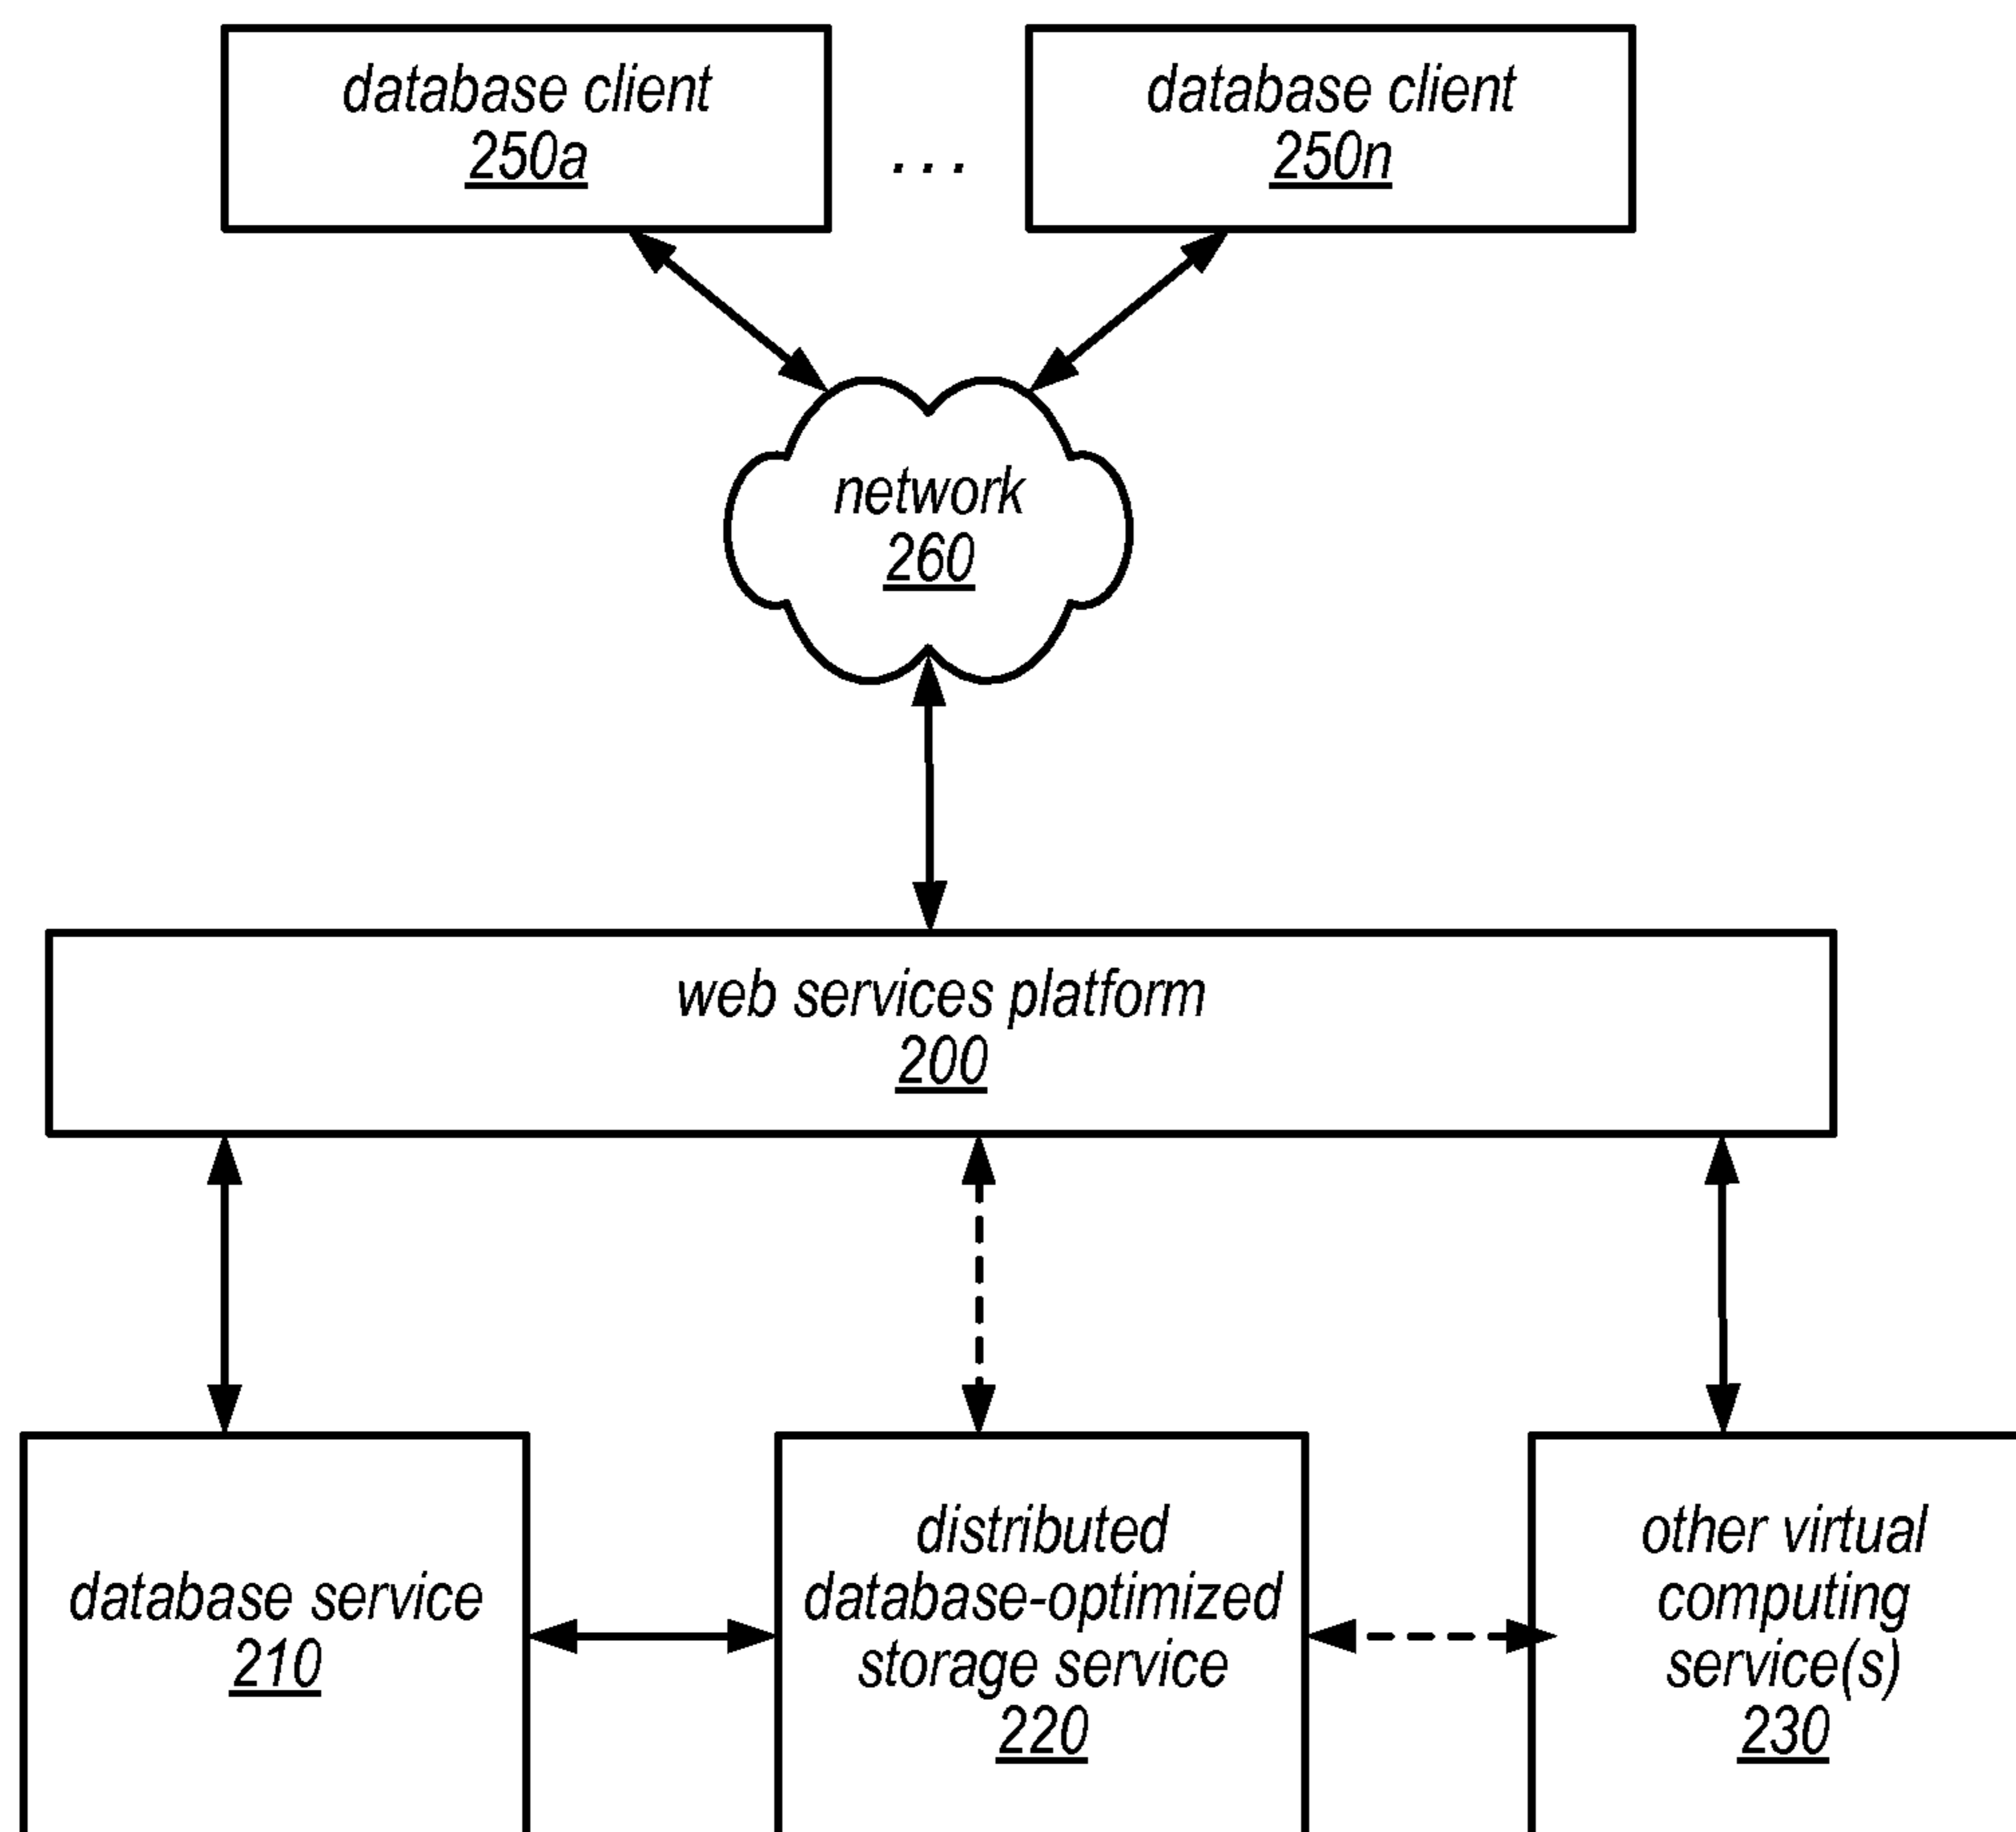 database client
250a
...
database client
250n
network
260
web services platform
200
database service
210
distributed
database-optimized
storage service
220
other virtual
computing
service(s)
230